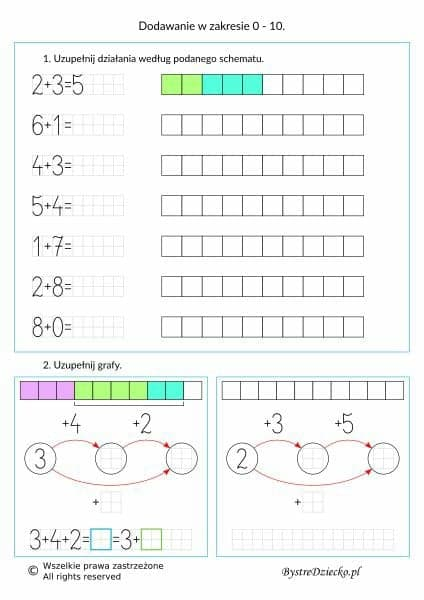 Dodawanie w zakresie 0 - 10.
1. Uzupełnij działania według podanego schematu.
2+3=5
6+1=
4+3=
5+4=
1+7=
2+8=
8+0=
2. Uzupełnij grafy.
+4 +2
3
+
3+4+2= =3+
+3 +5
2
+
© Wszelkie prawa zastrzeżone
All rights reserved
BystreDziecko.pl